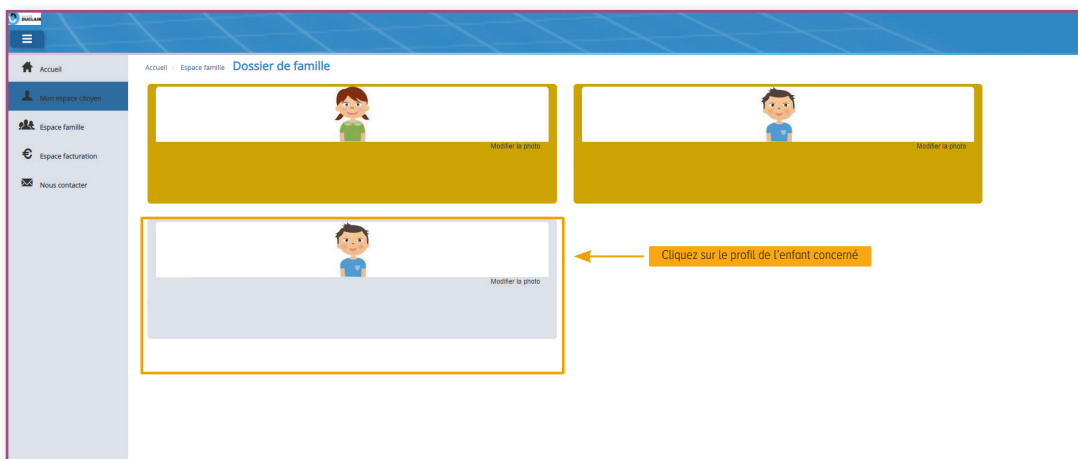 DUCLAIR
Accueil
Accueil / Espace famille Dossier de famille
Mim espace citoyen
Espace famille
Espace facturation
Nous contacter
Modifier la photo
Modifier la photo
Modifier la photo
Cliquez sur le profil de l'enfant concerné